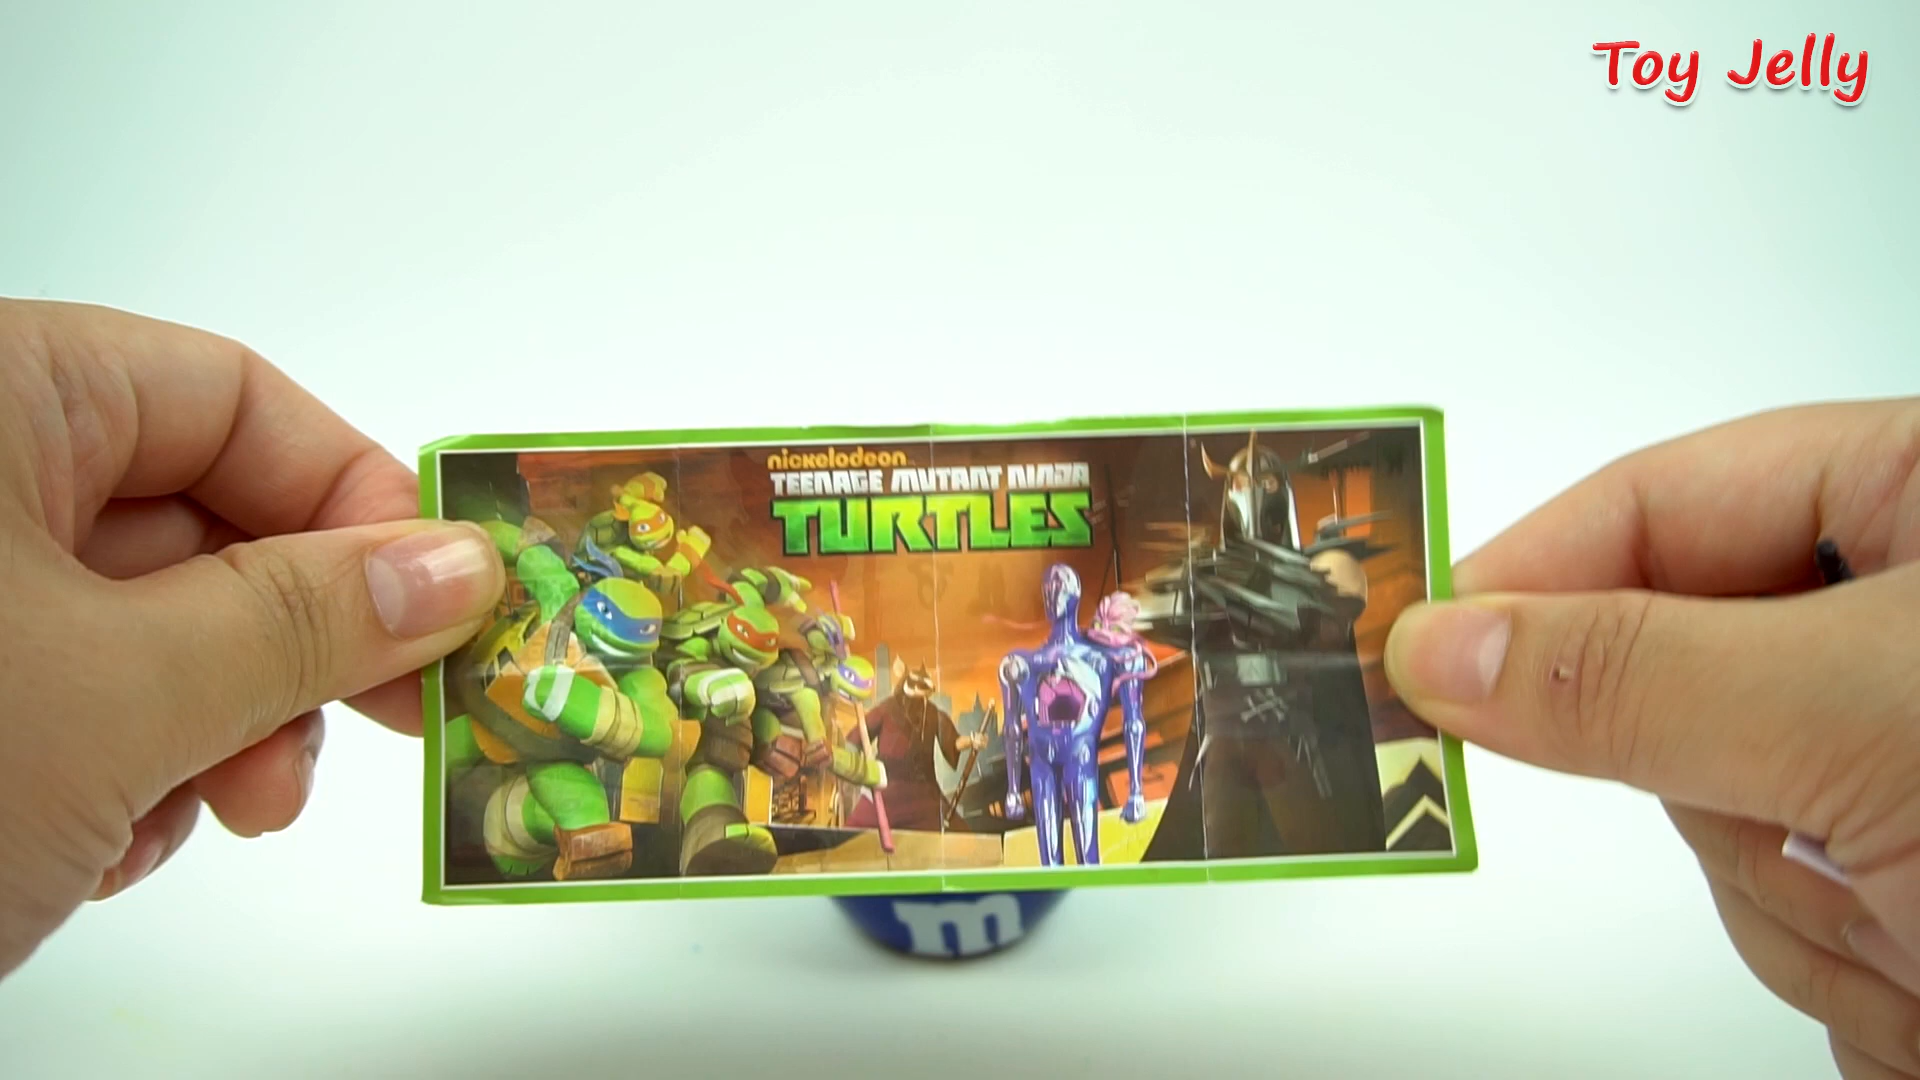 Toy Jelly
nickelodeon
TEENAGE MUTANT NINJA
TURTLES
m